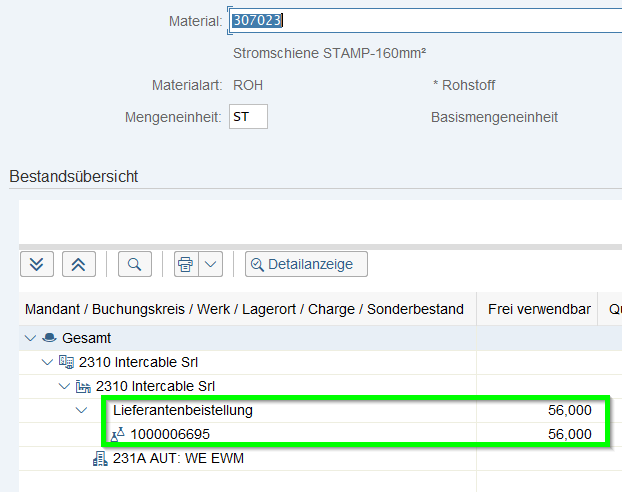 Material: 307023
Stromschiene STAMP-160mm²
Materialart: ROH * Rohstoff
Mengeneinheit: ST Basismengeneinheit
Bestandsübersicht
Detailanzeige
Mandant / Buchungskreis / Werk / Lagerort / Charge / Sonderbestand Frei verwendbar
Gesamt
2310 Intercable Srl
2310 Intercable Srl
Lieferantenbeistellung 56,000
1000006695 56,000
231A AUT: WE EWM